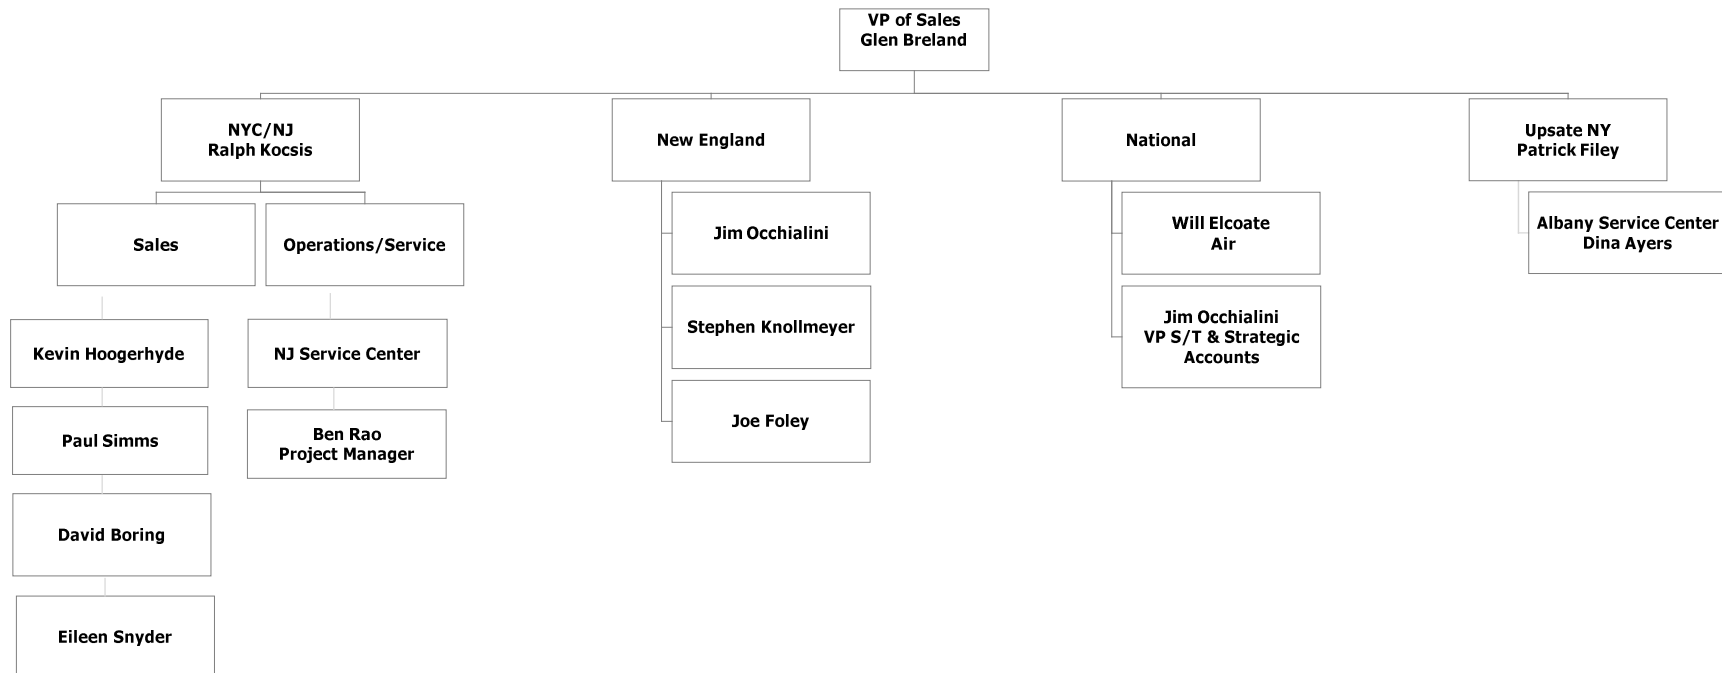 VP of Sales
Glen Breland
NYC/NJ
Ralph Kocsis
New England
National
Upsate NY
Patrick Filey
Sales
Operations/Service
Jim Occhialini
Will Elcoate
Air
Albany Service Center
Dina Ayers
Kevin Hoogerhyde
NJ Service Center
Stephen Knollmeyer
Jim Occhialini
VP S/T & Strategic
Accounts
Paul Simms
Ben Rao
Project Manager
Joe Foley
David Boring
Eileen Snyder